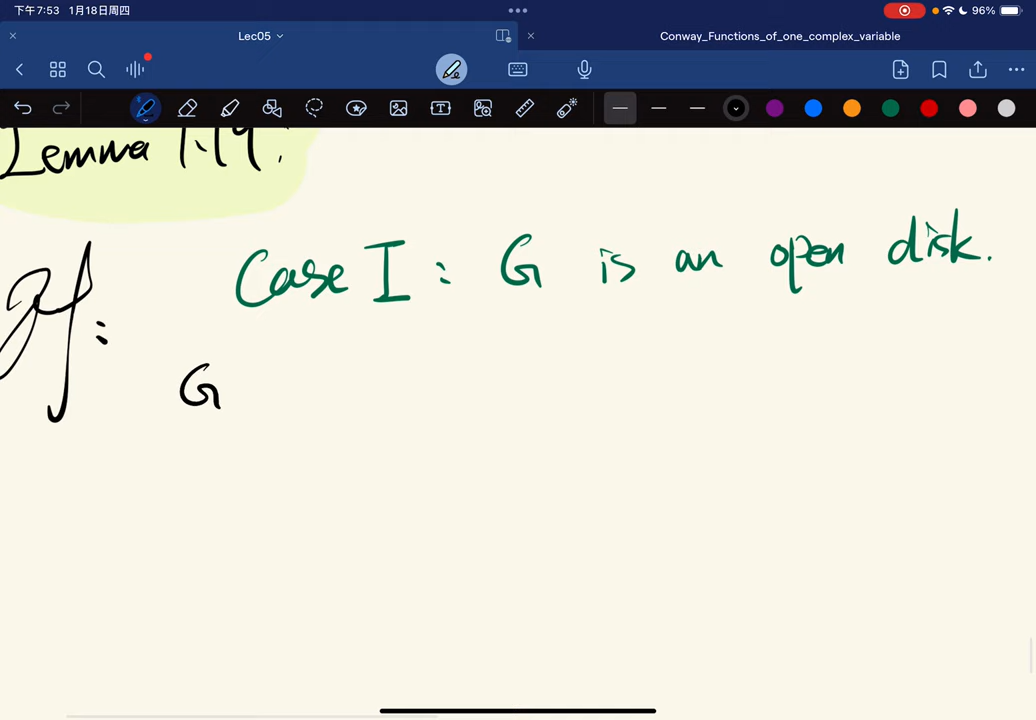 下午7:53 1月18日周四
96%
Lec05
Conway_Functions_of_one_complex_variable
Lemma 1.19.
Case I : G is an open disk.
pf:
G